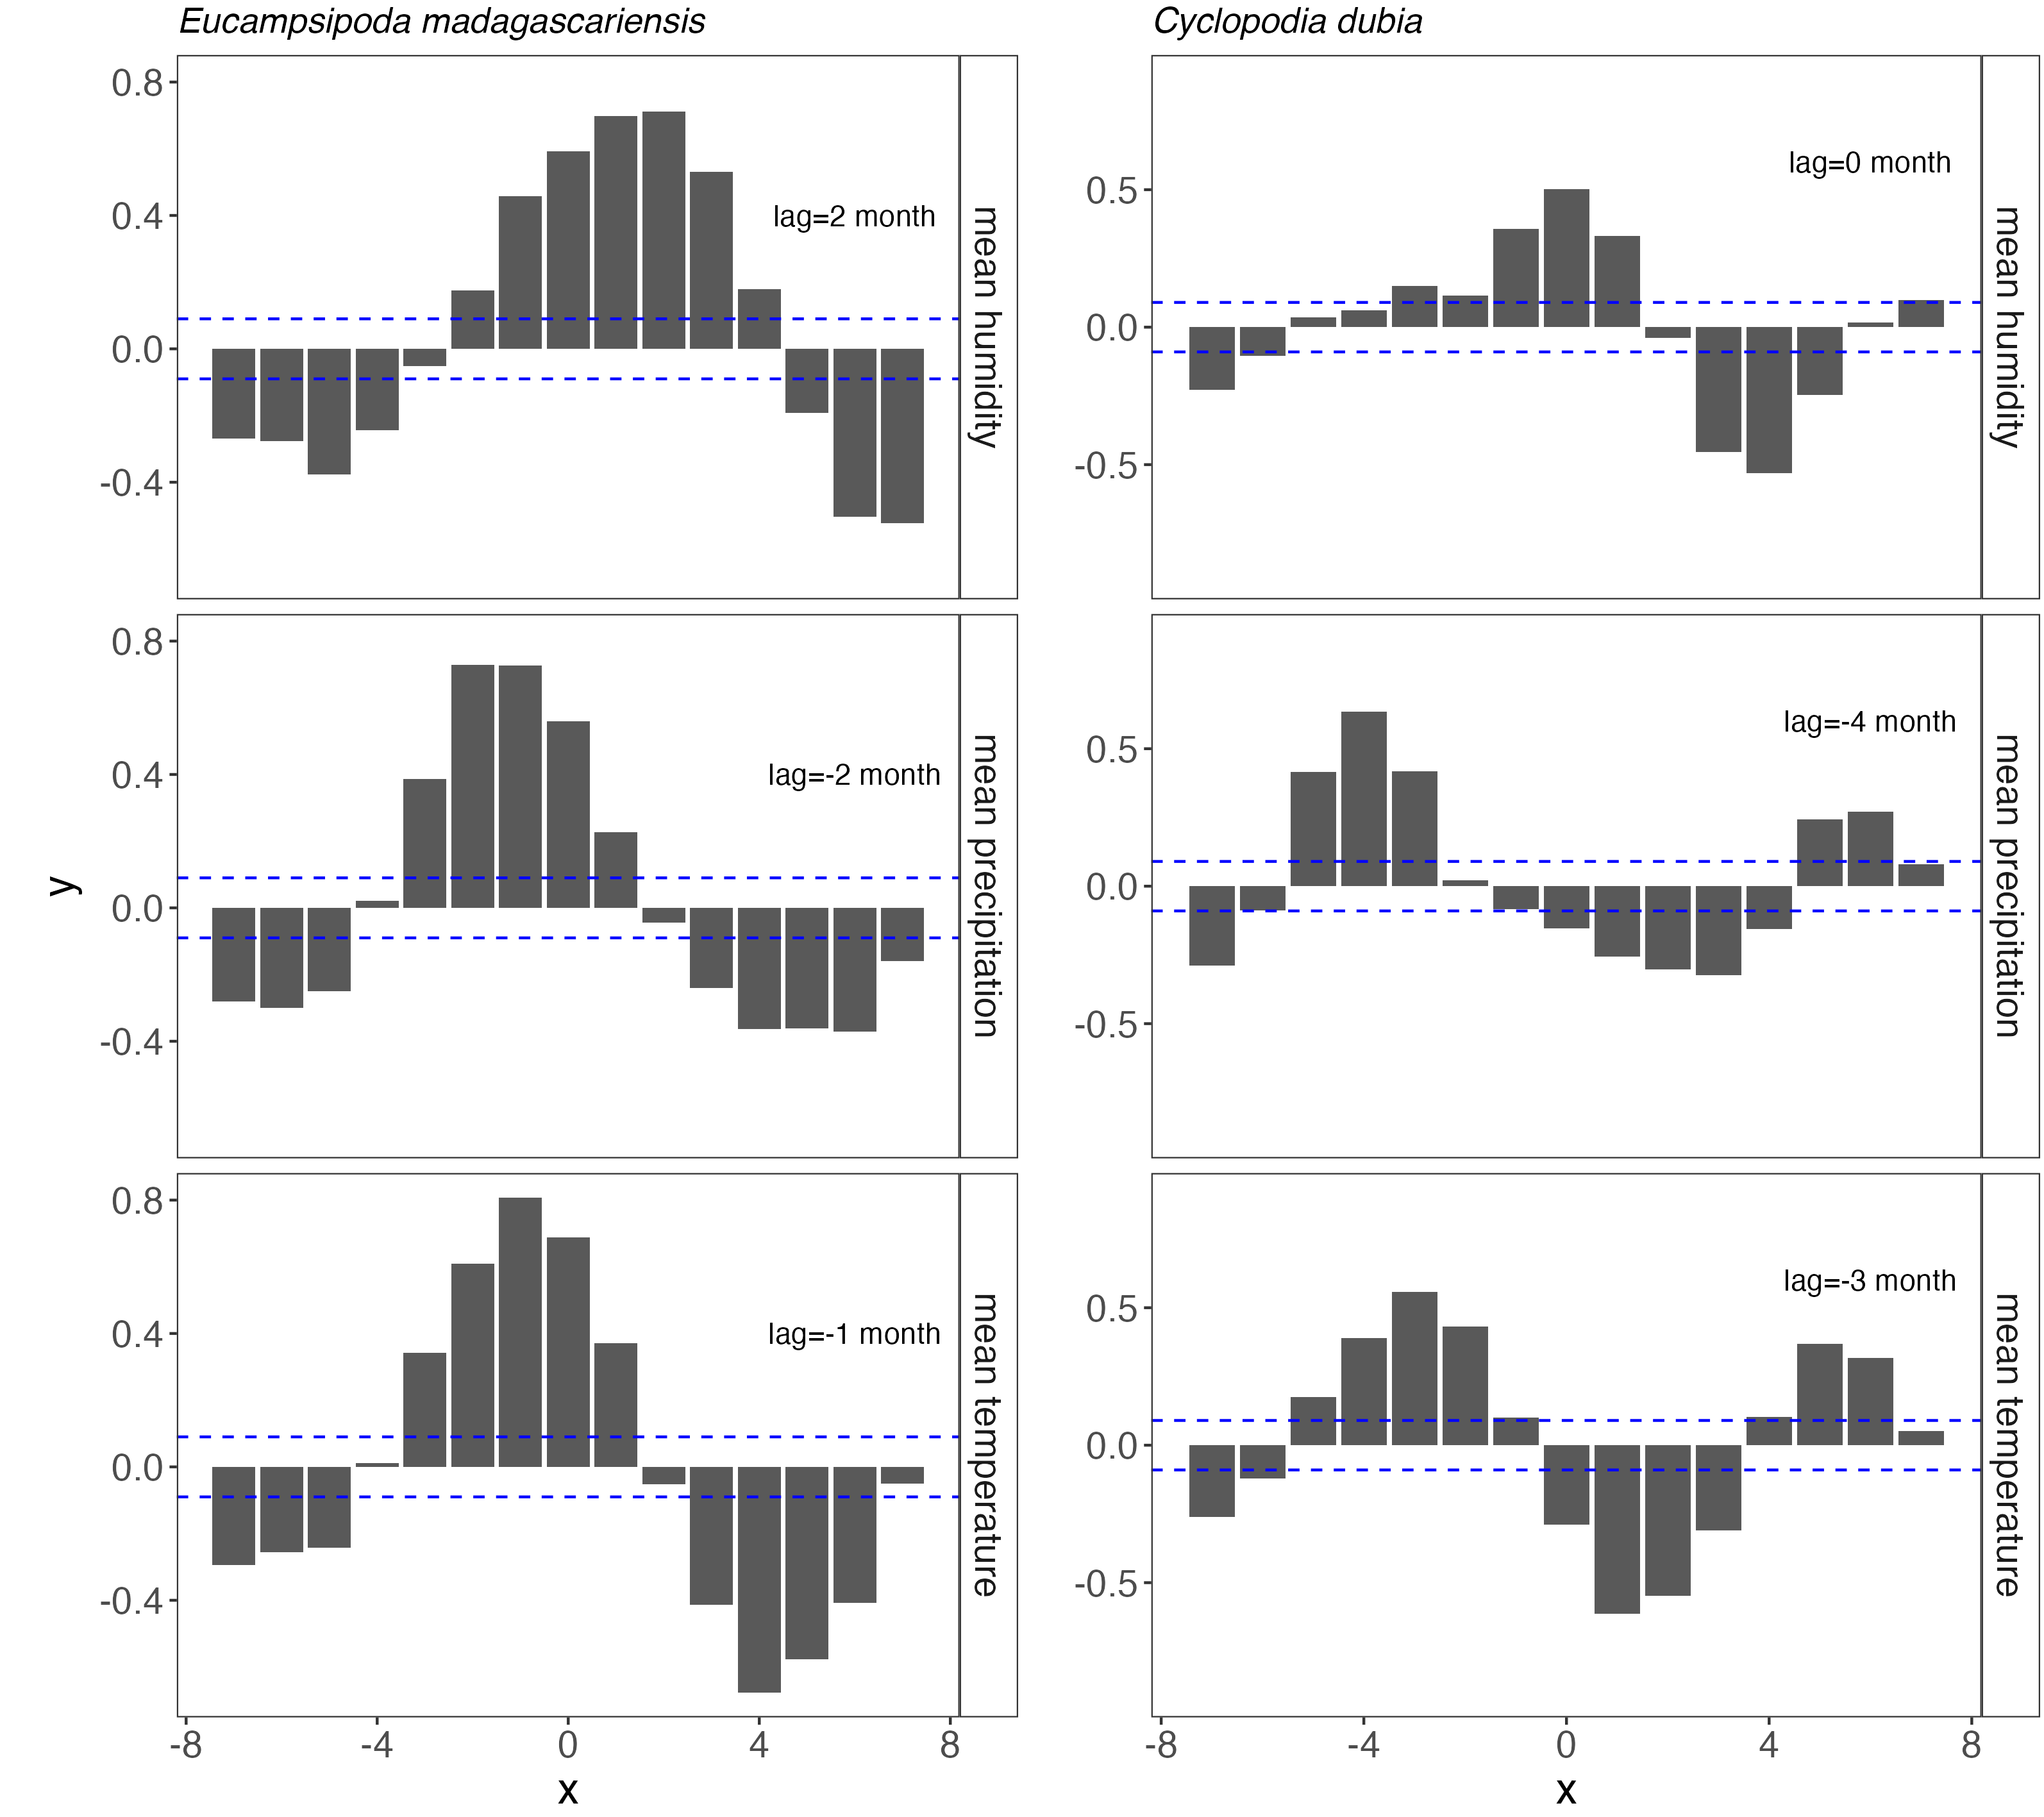 Eucampsipoda madagascariensis
Cyclopodia dubia
0.8
0.4
0.0
-0.4
lag=2 month
mean humidity
0.5
0.0
-0.5
lag=0 month
mean humidity
y
0.8
0.4
0.0
-0.4
lag=-2 month
mean precipitation
0.5
0.0
-0.5
lag=-4 month
mean precipitation
0.8
0.4
0.0
-0.4
lag=-1 month
mean temperature
0.5
0.0
-0.5
lag=-3 month
mean temperature
-8 -4 0 4 8
-8 -4 0 4 8
x
x